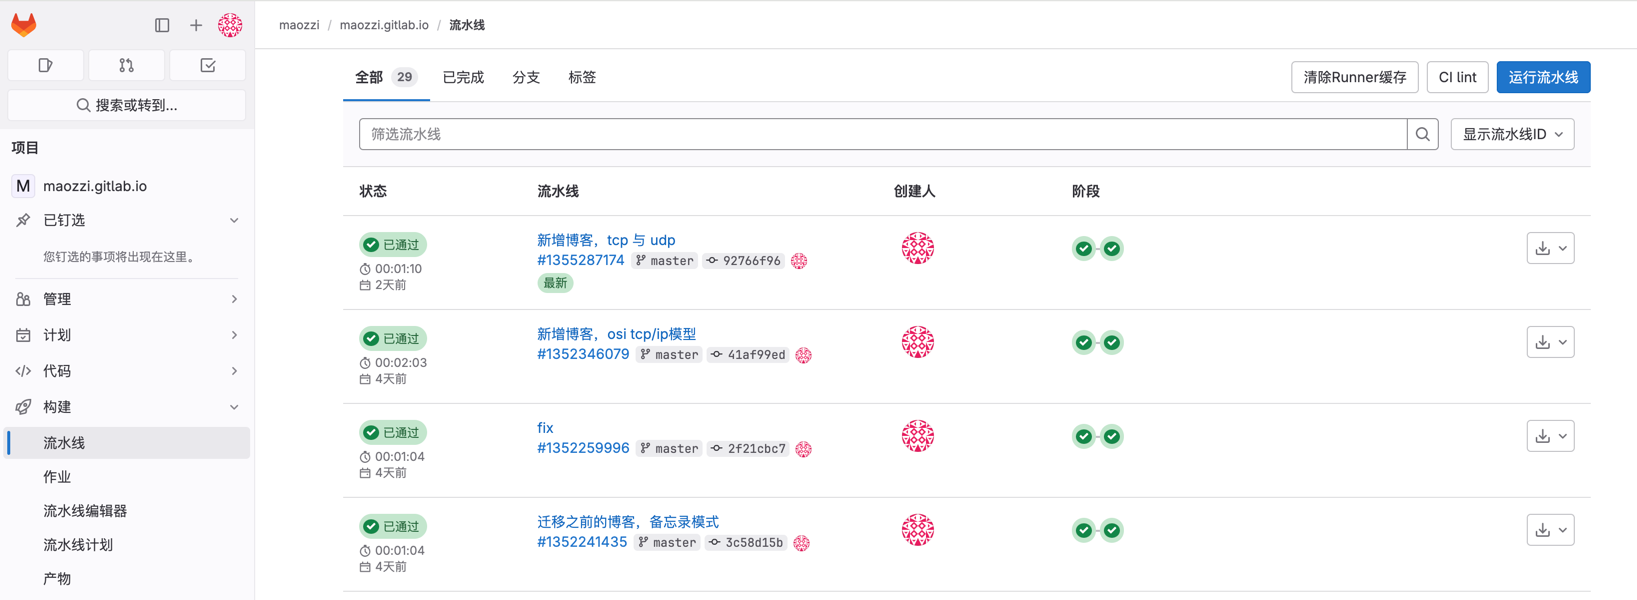 maozzi / maozzi.gitlab.io / 流水线
搜索或转到...
项目
M maozzi.gitlab.io
已钉选
您钉选的事项将出现在这里。
管理
计划
代码
构建
流水线
作业
流水线编辑器
流水线计划
产物
全部 29 已完成 分支 标签
清除Runner缓存 CI lint 运行流水线
筛选流水线
显示流水线ID
状态 流水线 创建人 阶段
已通过
00:01:10
2天前
新增博客，tcp 与 udp
#1355287174 master 92766f96
最新
已通过
00:02:03
4天前
新增博客，osi tcp/ip模型
#1352346079 master 41af99ed
已通过
00:01:04
4天前
fix
#1352259996 master 2f21cbc7
已通过
00:01:04
4天前
迁移之前的博客，备忘录模式
#1352241435 master 3c58d15b